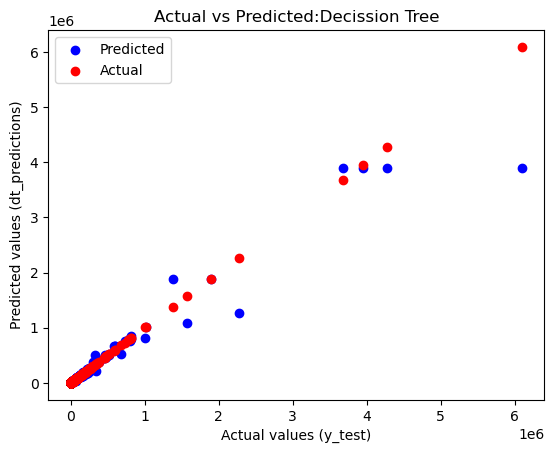 Actual vs Predicted:Decission Tree
1e6
Predicted
Actual
6
5
4
3
2
1
0
Predicted values (dt_predictions)
0 1 2 3 4 5 6
1e6
Actual values (y_test)